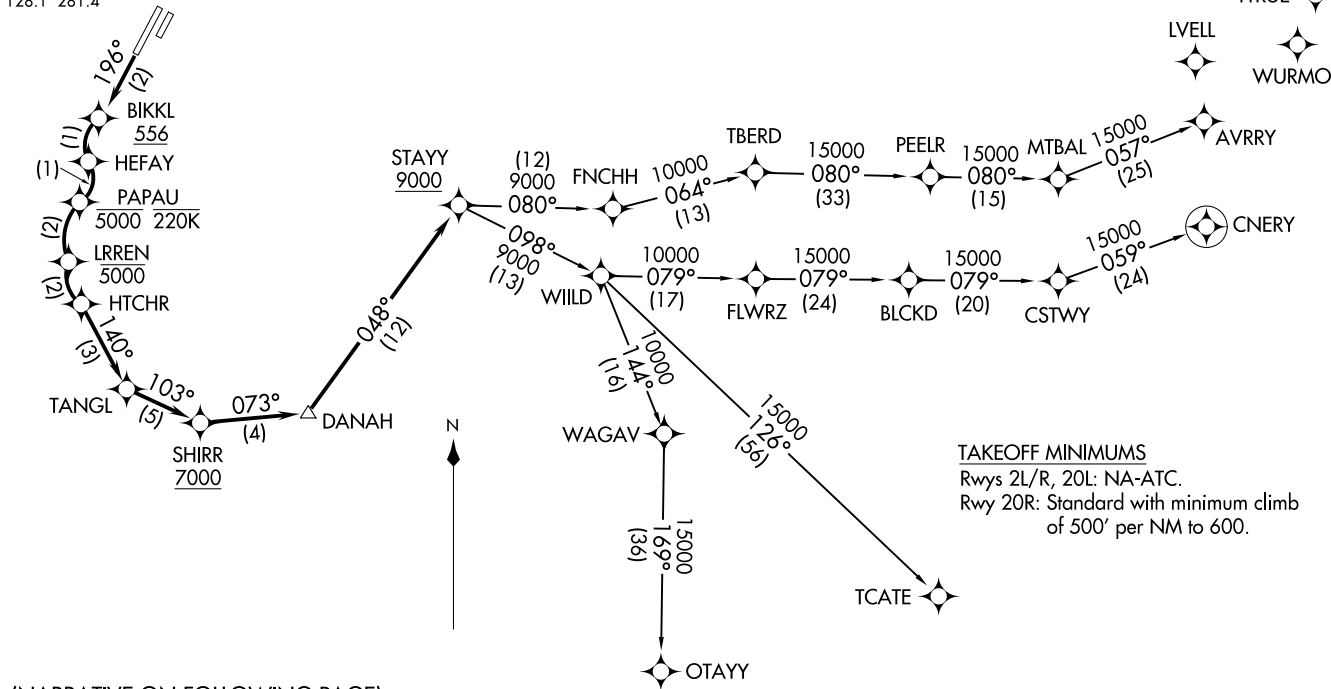 128.1 281.4
196°
(2)
BIKKL
556
(1)
HEFAY
(1)
PAPAU
5000 220K
(2)
LRREN
5000
(2)
HTCHR
140°
(3)
TANGL
103°
(5)
SHIRR
7000
073°
(4)
DANAH
048°
(12)
STAYY
9000
(12)
9000
080°
FNCHH
10000
064°
(13)
TBERD
15000
080°
(33)
PEELR
15000
080°
(15)
MTBAL
15000
057°
(25)
AVRRY
LVELL
WURMO
098°
9000
(13)
WIILD
10000
079°
(17)
FLWRZ
15000
079°
(24)
BLCKD
15000
079°
(20)
CSTWY
15000
059°
(24)
CNERY
10000
144°
(16)
WAGAV
15000
169°
(36)
OTAYY
15000
126°
(56)
TCATE
N
TAKEOFF MINIMUMS
Rwys 2L/R, 20L: NA-ATC.
Rwy 20R: Standard with minimum climb
of 500' per NM to 600.
(NARRATIVE ON FOLLOWING PAGE)